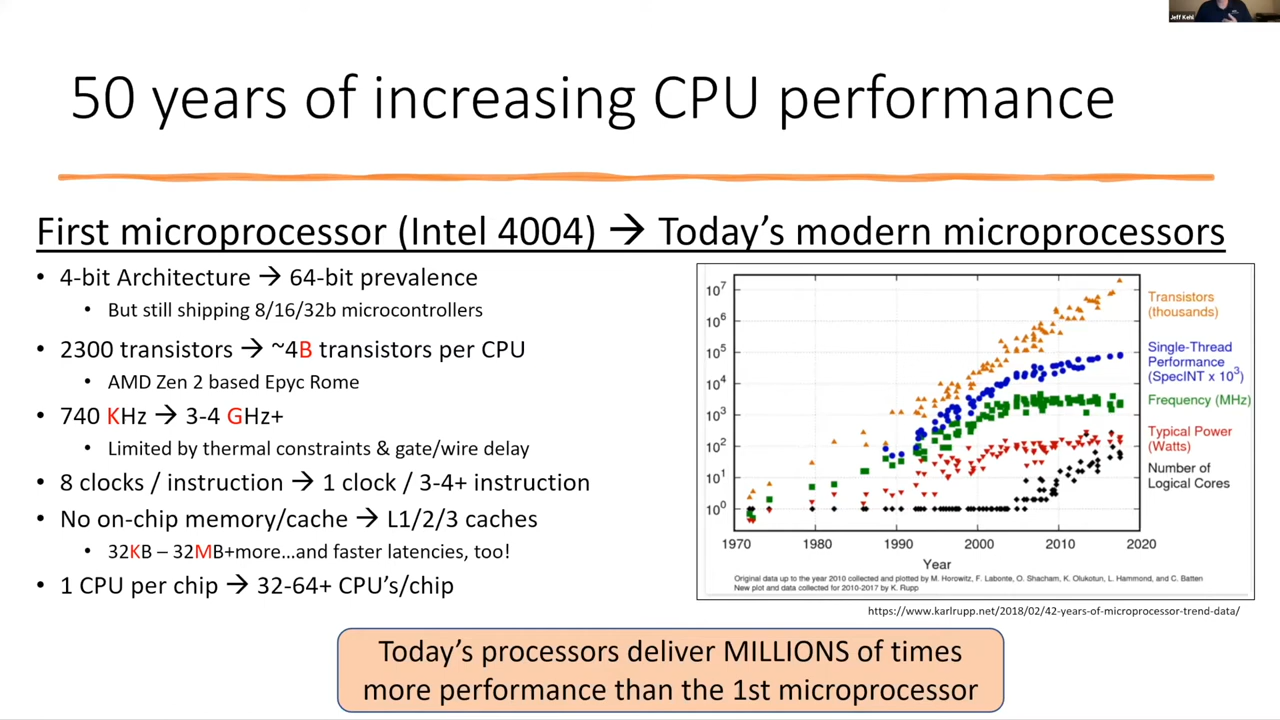 Jeff Kehl
50 years of increasing CPU performance
First microprocessor (Intel 4004) → Today's modern microprocessors
• 4-bit Architecture → 64-bit prevalence
• But still shipping 8/16/32b microcontrollers
• 2300 transistors → ~4B transistors per CPU
• AMD Zen 2 based Epyc Rome
• 740 KHz → 3-4 GHz+
• Limited by thermal constraints & gate/wire delay
• 8 clocks / instruction → 1 clock / 3-4+ instruction
• No on-chip memory/cache → L1/2/3 caches
• 32KB – 32MB+more…and faster latencies, too!
• 1 CPU per chip → 32-64+ CPU's/chip
10⁷
10⁶
10⁵
10⁴
10³
10²
10¹
10⁰
1970 1980 1990 2000 2010 2020
Year
Transistors
(thousands)
Single-Thread
Performance
(SpecINT x 10³)
Frequency (MHz)
Typical Power
(Watts)
Number of
Logical Cores
Original data up to the year 2010 collected and plotted by M. Horowitz, F. Labonte, O. Shacham, K. Olukotun, L. Hammond, and C. Batten
New plot and data collected for 2010-2017 by K. Rupp
https://www.karlrupp.net/2018/02/42-years-of-microprocessor-trend-data/
Today's processors deliver MILLIONS of times
more performance than the 1st microprocessor